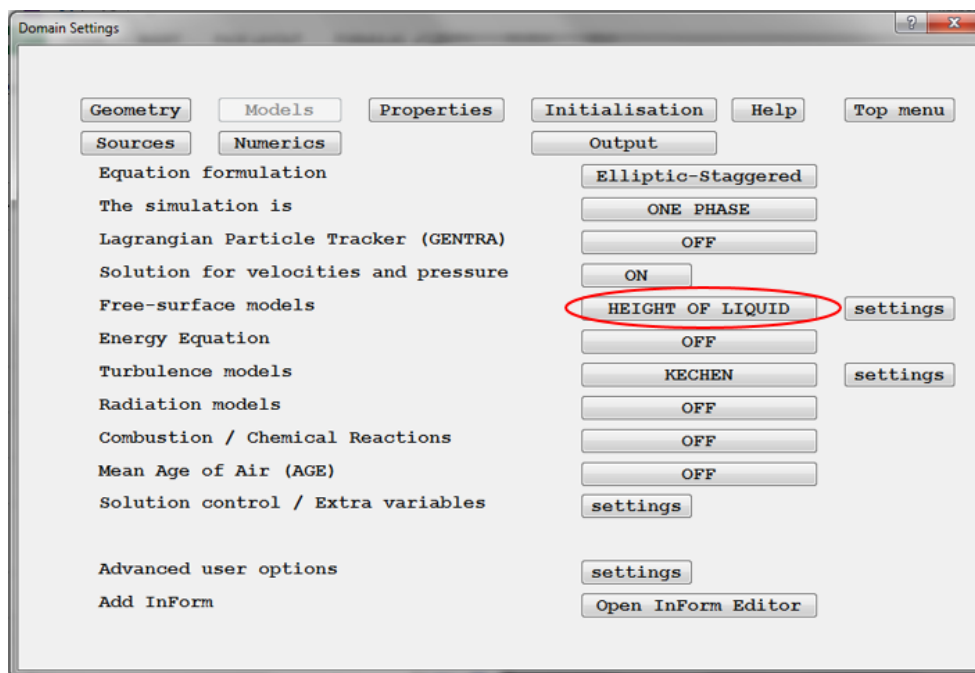 Domain Settings
Geometry Models Properties Initialisation Help Top menu
Sources Numerics Output
Equation formulation Elliptic-Staggered
The simulation is ONE PHASE
Lagrangian Particle Tracker (GENTRA) OFF
Solution for velocities and pressure ON
Free-surface models HEIGHT OF LIQUID settings
Energy Equation OFF
Turbulence models KECHEN settings
Radiation models OFF
Combustion / Chemical Reactions OFF
Mean Age of Air (AGE) OFF
Solution control / Extra variables settings
Advanced user options settings
Add InForm Open InForm Editor